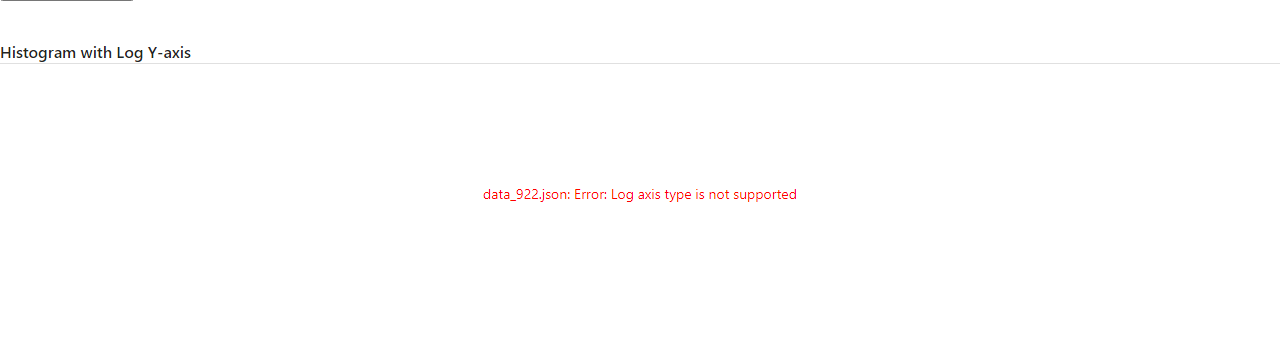 Histogram with Log Y-axis
data_922.json: Error: Log axis type is not supported